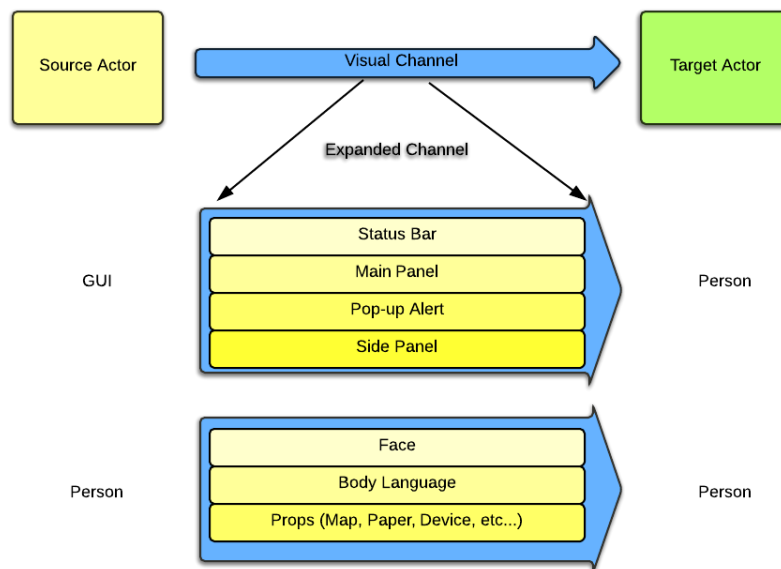 Source Actor
Visual Channel
Target Actor
Expanded Channel
Status Bar
GUI
Main Panel
Person
Pop-up Alert
Side Panel
Face
Person
Body Language
Person
Props (Map, Paper, Device, etc...)